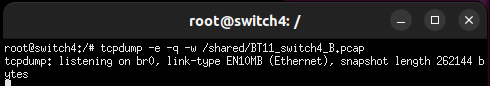 root@switch4: /
root@switch4:/# tcpdump -e -q -w /shared/BT11_switch4_B.pcap
tcpdump: listening on br0, link-type EN10MB (Ethernet), snapshot length 262144 b
ytes